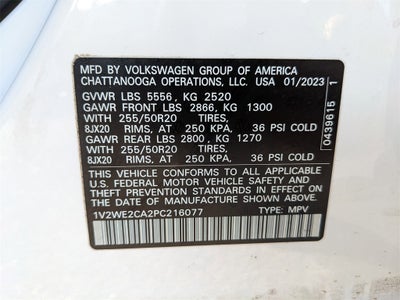 MFD BY VOLKSWAGEN GROUP OF AMERICA
CHATTANOOGA OPERATIONS, LLC. USA 01/2023
GVWR LBS 5556, KG 2520
GAWR FRONT LBS 2866, KG 1300
WITH 255/50R20 TIRES,
8JX20 RIMS, AT 250 KPA, 36 PSI COLD
GAWR REAR LBS 2800, KG 1270
WITH 255/50R20 TIRES,
8JX20 RIMS, AT 250 KPA, 36 PSI COLD
THIS VEHICLE CONFORMS TO ALL APPLICABLE
U.S. FEDERAL MOTOR VEHICLE SAFETY AND
THEFT PREVENTION STANDARDS IN EFFECT ON
THE DATE OF MANUFACTURE SHOWN ABOVE.
1V2WE2CA2PC216077 TYPE: MPV
0439615 1